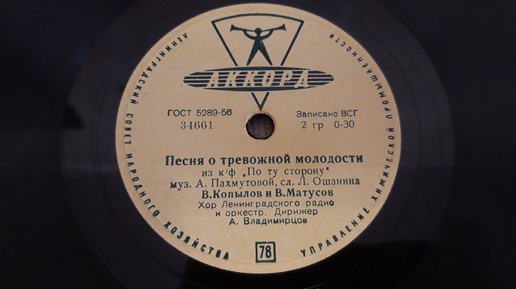 ЛЕНИНГРАДСКИЙ СОВЕТ НАРОДНОГО ХОЗЯЙСТВА
УПРАВЛЕНИЕ ХИМИЧЕСКОЙ ПРОМЫШЛЕННОСТИ
АККОРД
ГОСТ 5289-56
34661
Записано ВСГ
2 гр 0-30
Песня о тревожной молодости
из к/ф „По ту сторону"
муз. А. Пахмутовой, сл. Л. Ошанина
В.Копылов и В.Матусов
Хор Ленинградского радио
и оркестр. Дирижер
А. Владимирцов
78